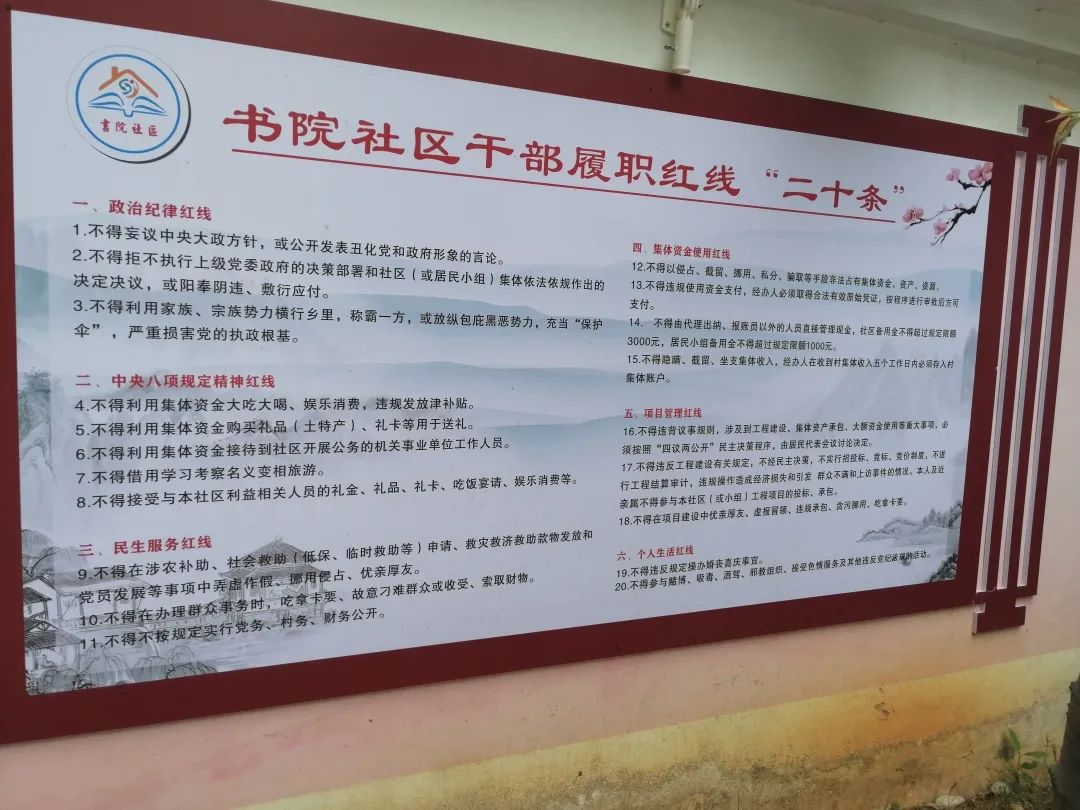 書院社區
书院社区干部履职红线“二十条”
一、政治纪律红线
1.不得妄议中央大政方针，或公开发表丑化党和政府形象的言论。
2.不得拒不执行上级党委政府的决策部署和社区（或居民小组）集体依法依规作出的
决定决议，或阳奉阴违、敷衍应付。
3.不得利用家族、宗族势力横行乡里，称霸一方，或放纵包庇黑恶势力，充当“保护
伞”，严重损害党的执政根基。
二、中央八项规定精神红线
4.不得利用集体资金大吃大喝、娱乐消费，违规发放津补贴。
5.不得利用集体资金购买礼品（土特产）、礼卡等用于送礼。
6.不得利用集体资金接待到社区开展公务的机关事业单位工作人员。
7.不得借用学习考察名义变相旅游。
8.不得接受与本社区利益相关人员的礼金、礼品、礼卡、吃饭宴请、娱乐消费等。
三、民生服务红线
9.不得在涉农补助、社会救助（低保、临时救助等）申请、救灾救济救助款物发放和
党员发展等事项中弄虚作假、挪用侵占、优亲厚友。
10.不得在办理群众事务时，吃拿卡要、故意刁难群众或收受、索取财物。
11.不得不按规定实行党务、村务、财务公开。
四、集体资金使用红线
12.不得以侵占、截留、挪用、私分、骗取等手段非法占有集体资金、资产、资源。
13.不得违规使用资金支付，经办人必须取得合法有效原始凭证，按程序进行审批后方可
支付。
14. 不得由代理出纳、报账员以外的人员直接管理现金，社区备用金不得超过规定限额
3000元，居民小组备用金不得超过规定限额1000元。
15.不得隐瞒、截留、坐支集体收入，经办人在收到村集体收入五个工作日内必须存入村
集体账户。
五、项目管理红线
16.不得违背议事规则，涉及到工程建设、集体资产承包、大额资金使用等重大事项，必
须按照“四议两公开”民主决策程序，由居民代表会议讨论决定。
17.不得违反工程建设有关规定，不经民主决策，不实行招投标、竞标、竞价制度，不进
行工程结算审计，违规操作造成经济损失和引发 群众不满和上访事件的情况。本人及近
亲属不得参与本社区（或小组）工程项目的投标、承包。
18.不得在项目建设中优亲厚友、虚报冒领、违规承包、贪污挪用、吃拿卡要。
六、个人生活红线
19.不得违反规定操办婚丧喜庆事宜。
20.不得参与赌博、吸毒、酒驾、邪教组织、接受色情服务及其他违反党纪法规的活动。